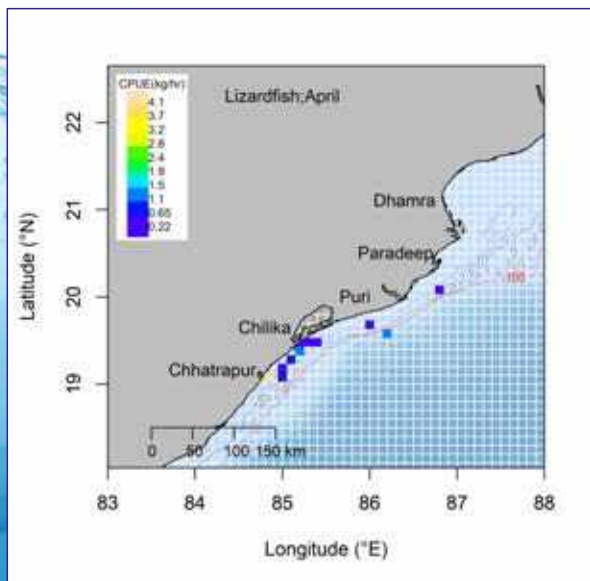 CPUE(kg/hr)
4.1
3.7
3.2
2.8
2.4
1.9
1.5
1.1
0.65
0.22
Lizardfish;April
Dhamra
Paradeep
Puri
Chilika
Chhatrapur
100
0 50 100 150 km
22
21
20
19
Latitude (°N)
83 84 85 86 87 88
Longitude (°E)